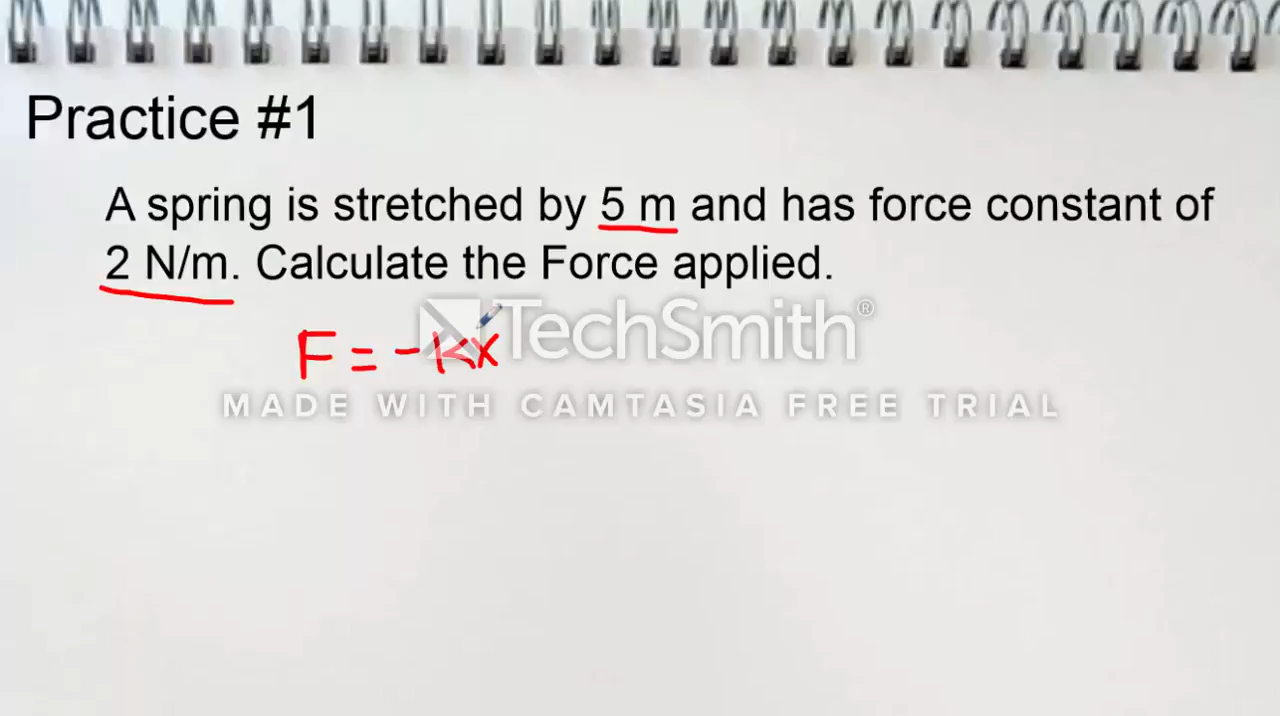 Practice #1
A spring is stretched by 5 m and has force constant of
2 N/m. Calculate the Force applied.
F = -kx
TechSmith®
MADE WITH CAMTASIA FREE TRIAL